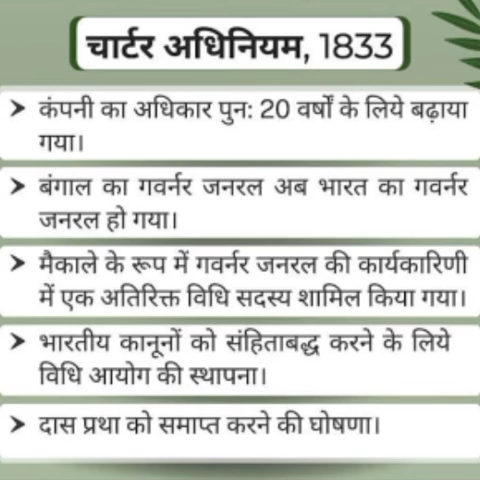 चार्टर अधिनियम, 1833
➤ कंपनी का अधिकार पुन: 20 वर्षों के लिये बढ़ाया
गया।
➤ बंगाल का गवर्नर जनरल अब भारत का गवर्नर
जनरल हो गया।
➤ मैकाले के रूप में गवर्नर जनरल की कार्यकारिणी
में एक अतिरिक्त विधि सदस्य शामिल किया गया।
➤ भारतीय कानूनों को संहिताबद्ध करने के लिये
विधि आयोग की स्थापना।
➤ दास प्रथा को समाप्त करने की घोषणा।